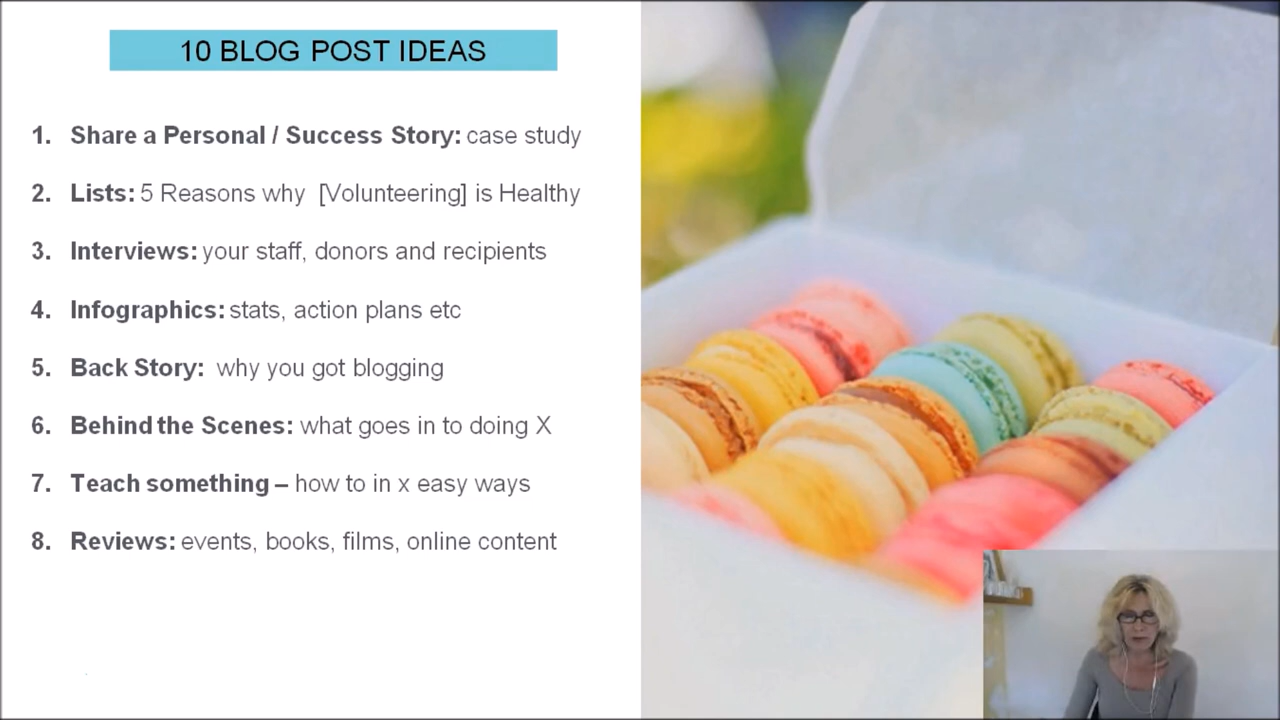 10 BLOG POST IDEAS
1. Share a Personal / Success Story: case study
2. Lists: 5 Reasons why [Volunteering] is Healthy
3. Interviews: your staff, donors and recipients
4. Infographics: stats, action plans etc
5. Back Story: why you got blogging
6. Behind the Scenes: what goes in to doing X
7. Teach something – how to in x easy ways
8. Reviews: events, books, films, online content